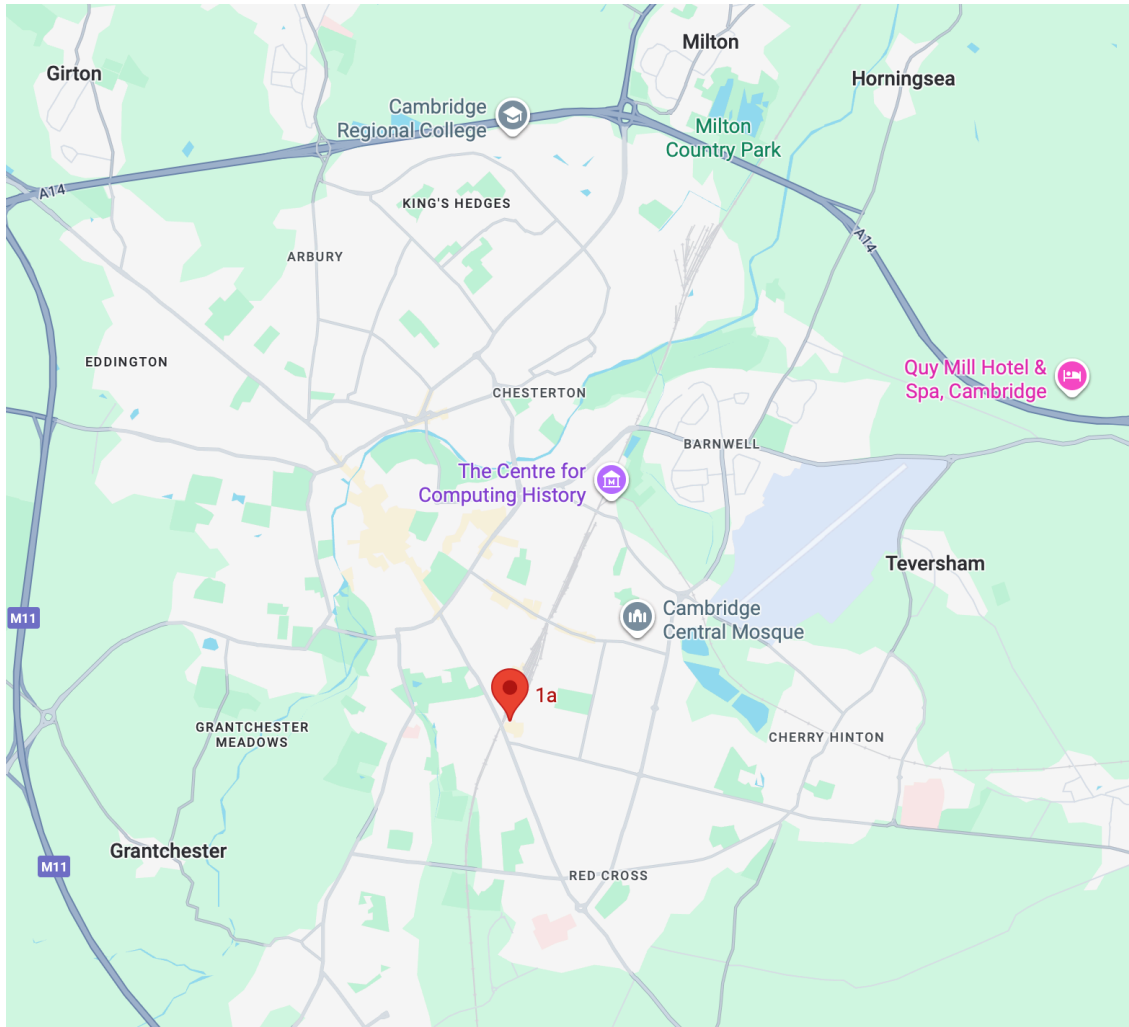 Milton
Girton
Horningsea
Cambridge
Regional College
Milton
Country Park
A14
KING'S HEDGES
A14
ARBURY
EDDINGTON
Quy Mill Hotel &
Spa, Cambridge
CHESTERTON
BARNWELL
The Centre for
Computing History
Teversham
M11
Cambridge
Central Mosque
1a
GRANTCHESTER
MEADOWS
CHERRY HINTON
Grantchester
M11
RED CROSS